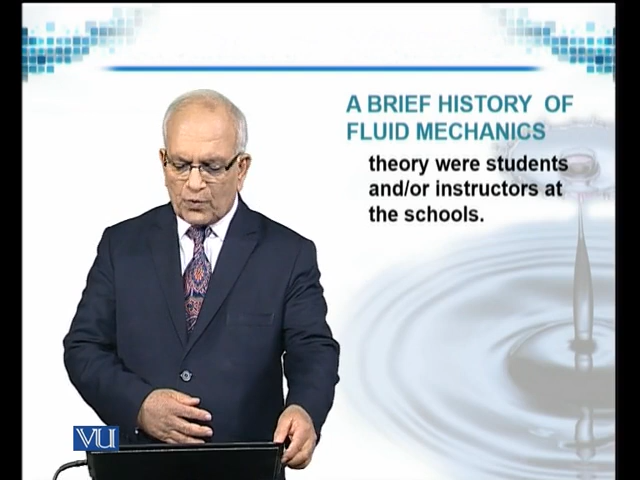 A BRIEF HISTORY OF
FLUID MECHANICS
theory were students
and/or instructors at
the schools.
VU